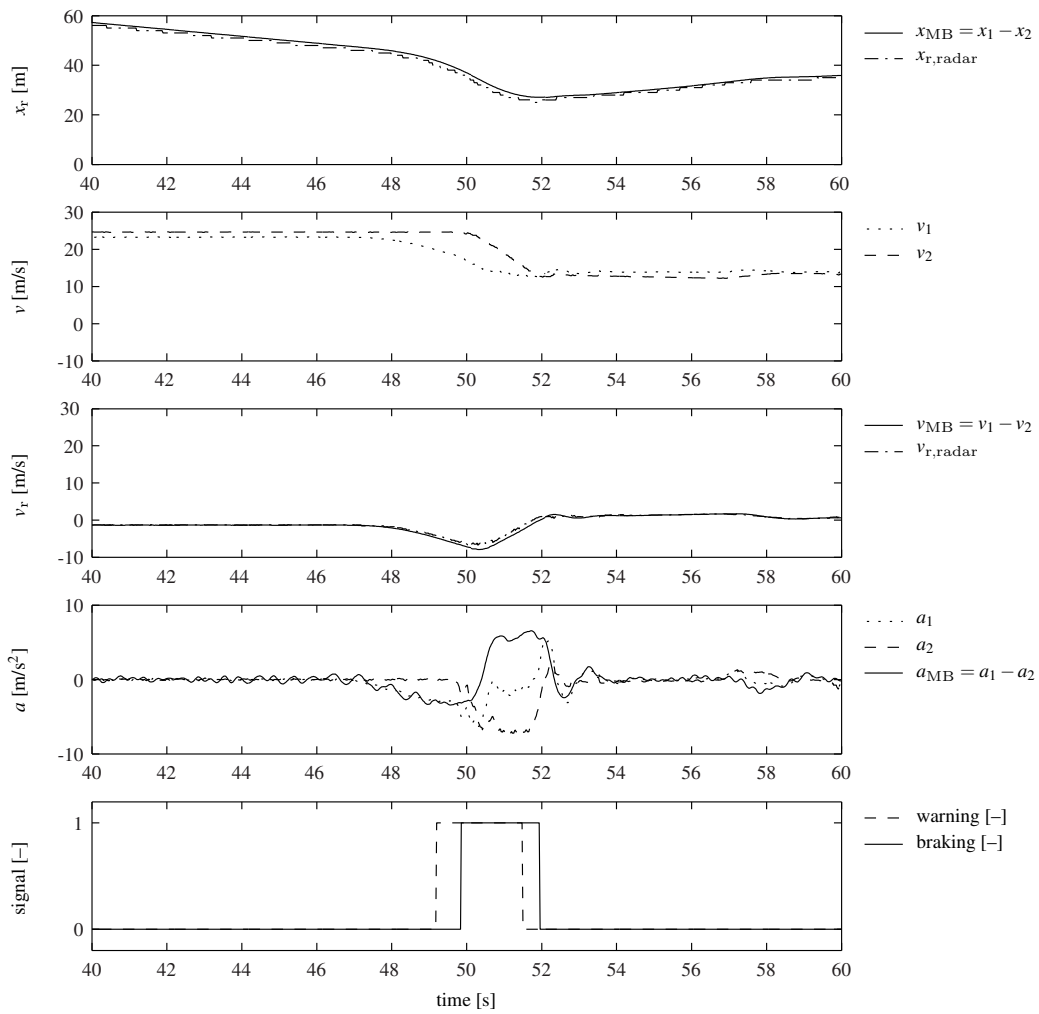 60
40
20
0
x_r [m]
40 42 44 46 48 50 52 54 56 58 60
x_MB = x_1 − x_2
x_r,radar
30
20
10
0
-10
v [m/s]
40 42 44 46 48 50 52 54 56 58 60
v_1
v_2
30
20
10
0
-10
v_r [m/s]
40 42 44 46 48 50 52 54 56 58 60
v_MB = v_1 − v_2
v_r,radar
10
0
-10
a [m/s²]
40 42 44 46 48 50 52 54 56 58 60
a_1
a_2
a_MB = a_1 − a_2
1
0
signal [–]
40 42 44 46 48 50 52 54 56 58 60
time [s]
warning [–]
braking [–]